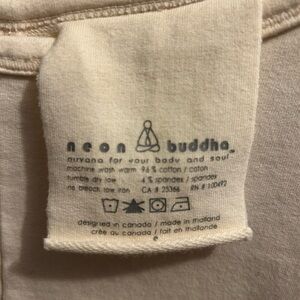 neon buddha
nirvana for your body and soul
machine wash warm 96% cotton / coton
tumble dry low 4% spandex / spandex
no bleach, low iron CA # 25366 RN # 100492
designed in canada / made in thailand
créé au canada / fait en thailande